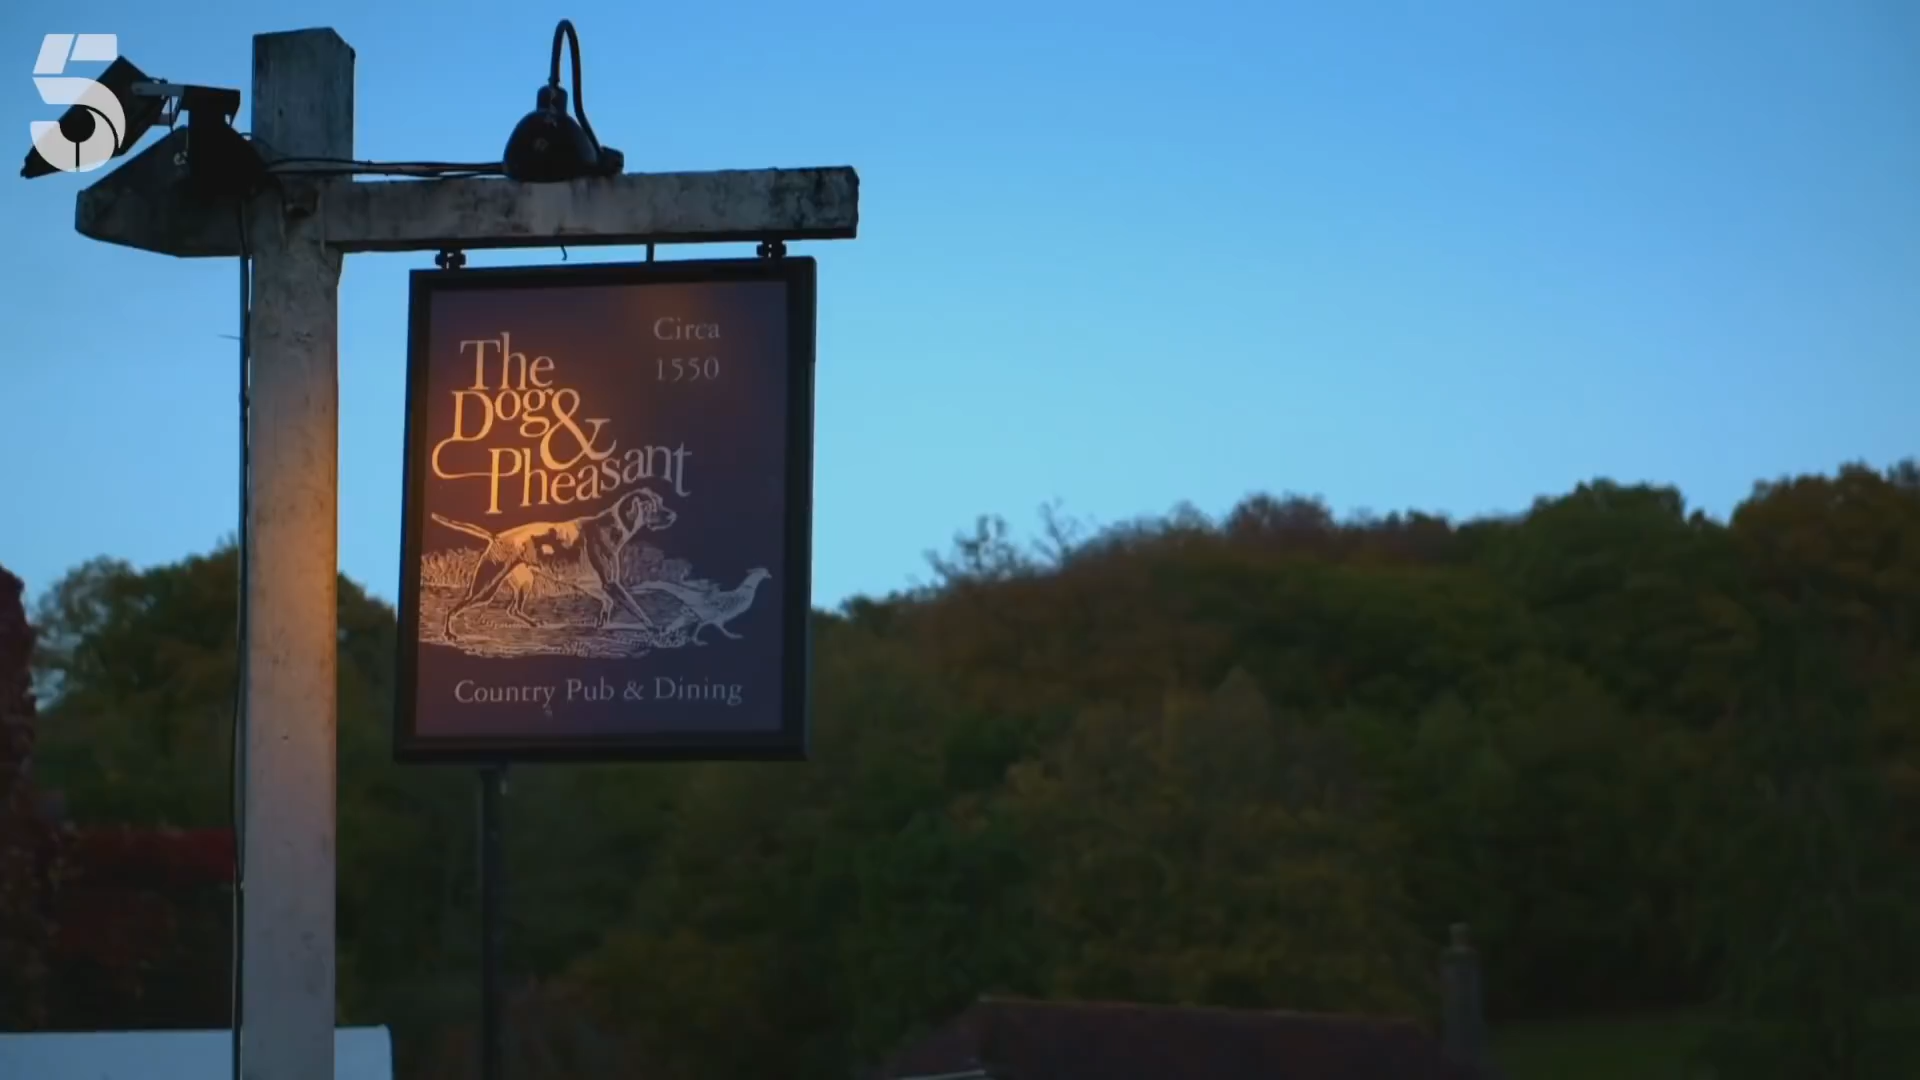 5
Circa
1550
The
Dog &
Pheasant
Country Pub & Dining